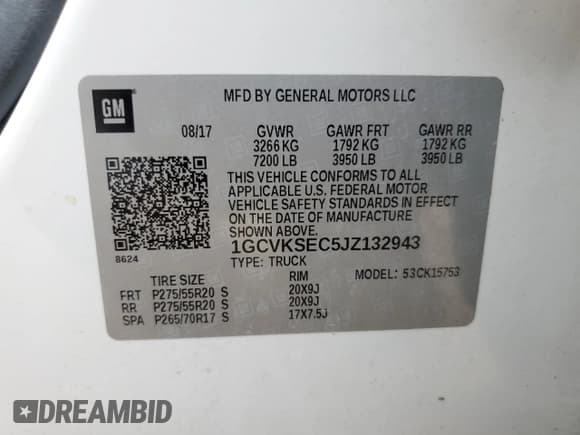 GM
MFD BY GENERAL MOTORS LLC
08/17 GVWR GAWR FRT GAWR RR
3266 KG 1792 KG 1792 KG
7200 LB 3950 LB 3950 LB
THIS VEHICLE CONFORMS TO ALL
APPLICABLE U.S. FEDERAL MOTOR
VEHICLE SAFETY STANDARDS IN EFFECT
ON THE DATE OF MANUFACTURE
SHOWN ABOVE.
8624 1GCVKSEC5JZ132943
TYPE: TRUCK
TIRE SIZE RIM MODEL: 53CK15753
FRT P275/55R20 S 20X9J
RR P275/55R20 S 20X9J
SPA P265/70R17 S 17X7.5J
DREAMBID